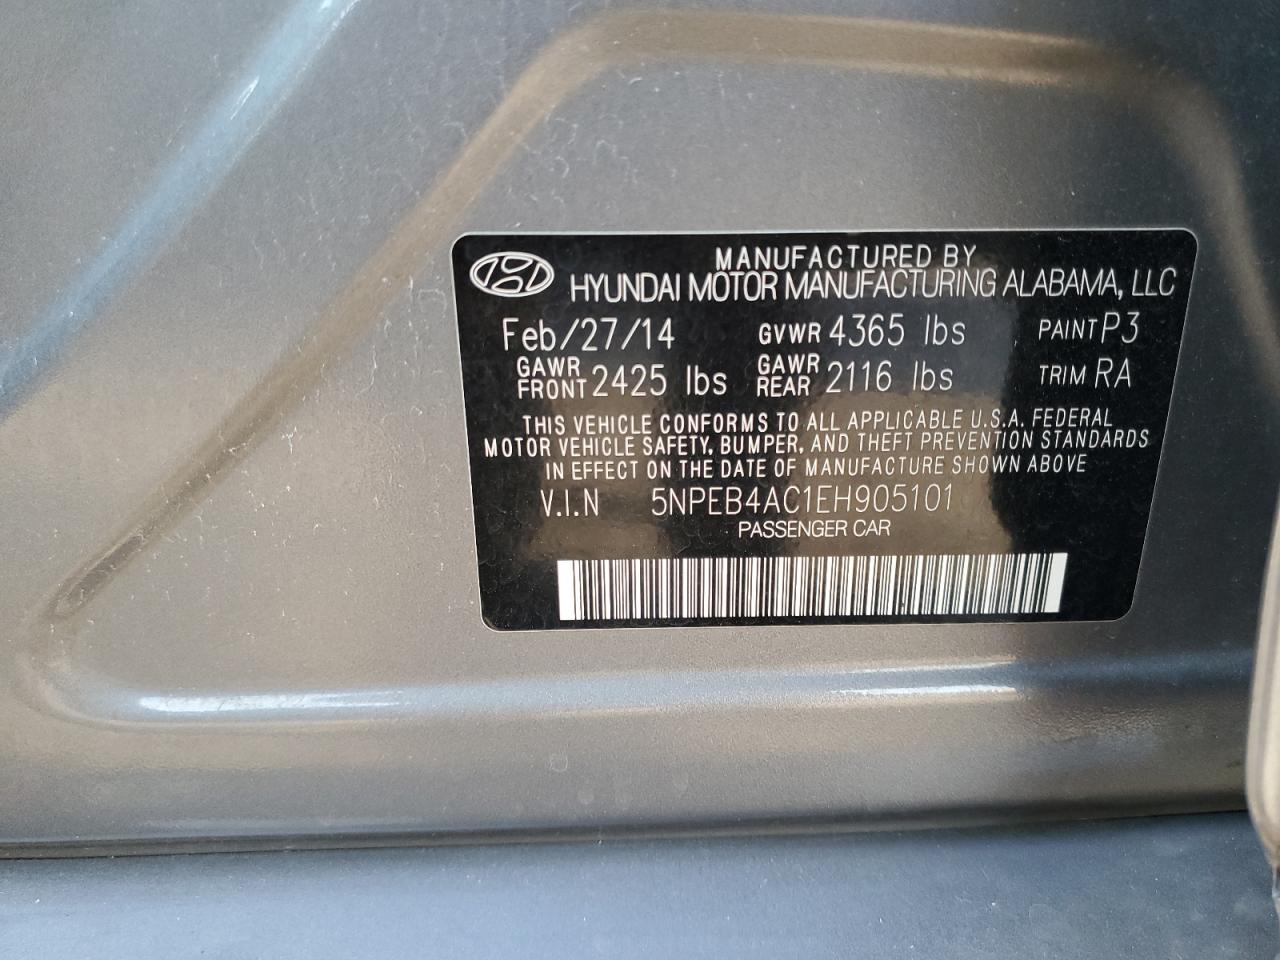 MANUFACTURED BY
HYUNDAI MOTOR MANUFACTURING ALABAMA, LLC
Feb/27/14 GVWR 4365 lbs PAINT P3
GAWR FRONT 2425 lbs GAWR REAR 2116 lbs TRIM RA
THIS VEHICLE CONFORMS TO ALL APPLICABLE U.S.A. FEDERAL
MOTOR VEHICLE SAFETY, BUMPER, AND THEFT PREVENTION STANDARDS
IN EFFECT ON THE DATE OF MANUFACTURE SHOWN ABOVE
V.I.N 5NPEB4AC1EH905101
PASSENGER CAR